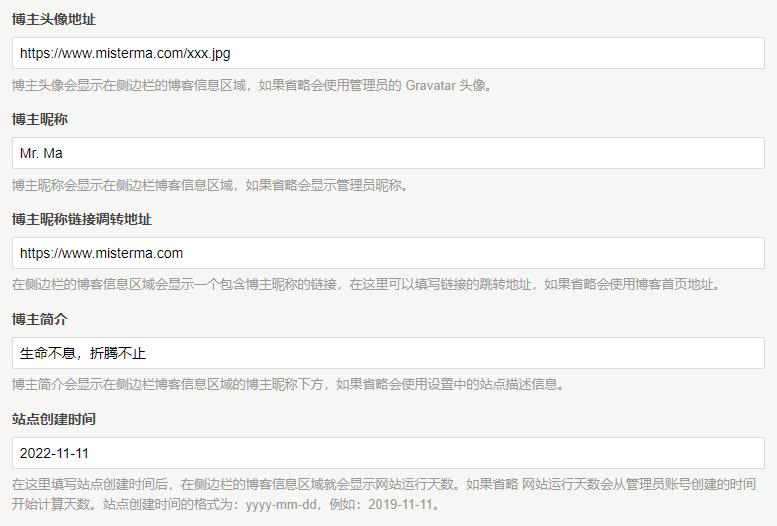 博主头像地址
https://www.misterma.com/xxx.jpg
博主头像会显示在侧边栏的博客信息区域，如果省略会使用管理员的 Gravatar 头像。
博主昵称
Mr. Ma
博主昵称会显示在侧边栏博客信息区域，如果省略会显示管理员昵称。
博主昵称链接调转地址
https://www.misterma.com
在侧边栏的博客信息区域会显示一个包含博主昵称的链接，在这里可以填写链接的跳转地址，如果省略会使用博客首页地址。
博主简介
生命不息，折腾不止
博主简介会显示在侧边栏博客信息区域的博主昵称下方，如果省略会使用设置中的站点描述信息。
站点创建时间
2022-11-11
在这里填写站点创建时间后，在侧边栏的博客信息区域就会显示网站运行天数。如果省略 网站运行天数会从管理员账号创建的时间
开始计算天数。站点创建时间的格式为：yyyy-mm-dd，例如：2019-11-11。